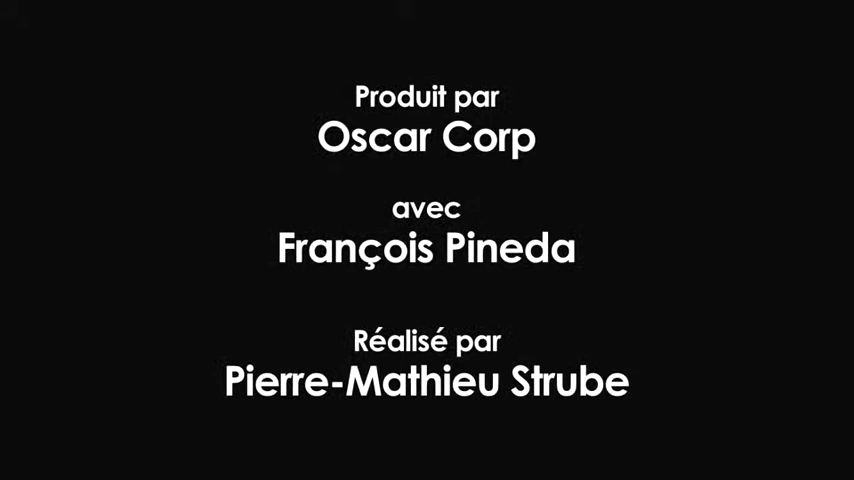 Produit par
Oscar Corp
avec
François Pineda
Réalisé par
Pierre-Mathieu Strube